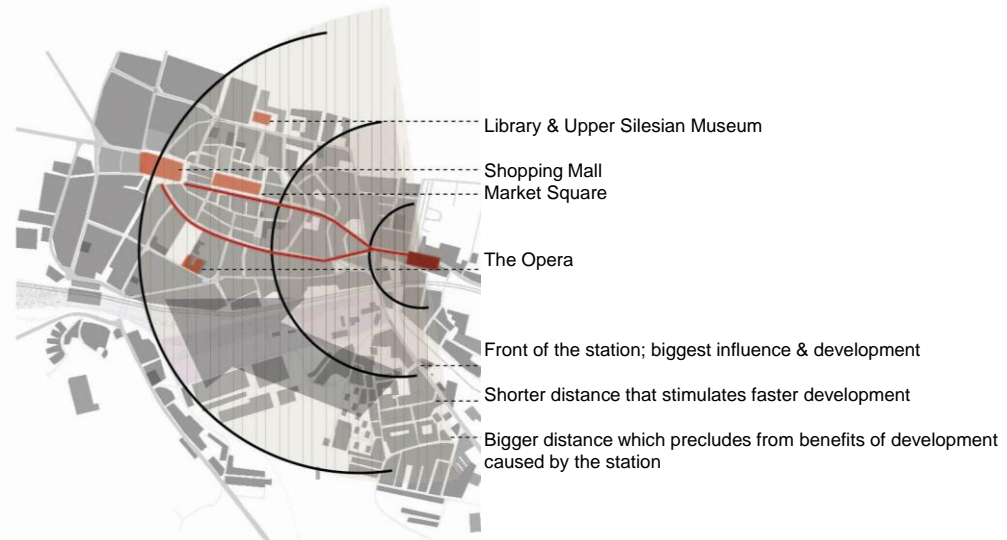 Library & Upper Silesian Museum
Shopping Mall
Market Square
The Opera
Front of the station; biggest influence & development
Shorter distance that stimulates faster development
Bigger distance which precludes from benefits of development
caused by the station